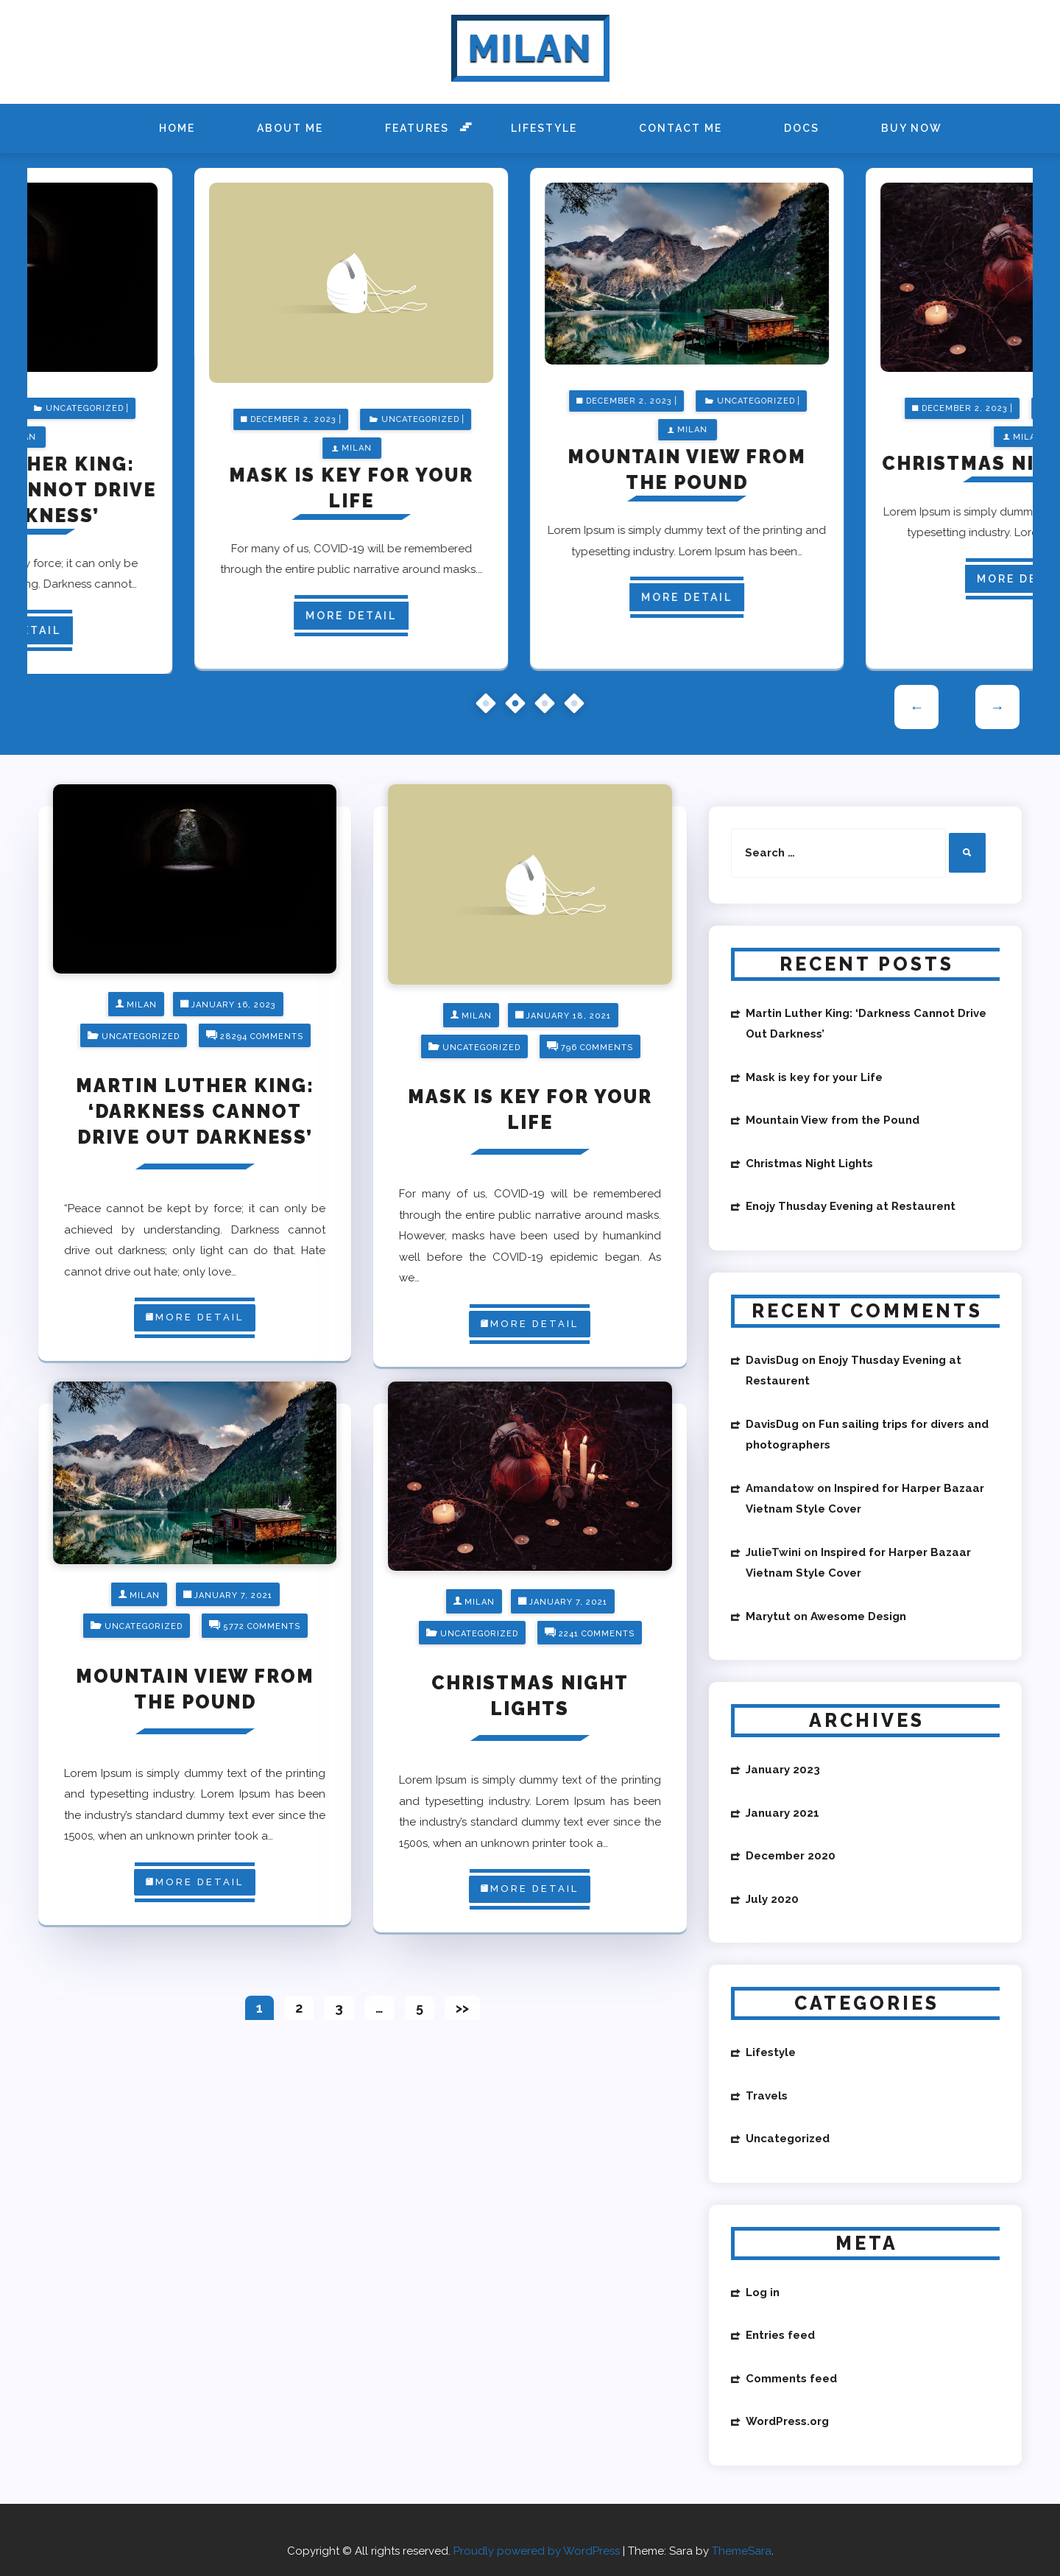 MILAN
HOME
ABOUT ME
FEATURES
LIFESTYLE
CONTACT ME
DOCS
BUY NOW
UNCATEGORIZED |
HER KING:
NNOT DRIVE
KNESS’
force; it can only be
Darkness cannot…
DECEMBER 2, 2023 |
UNCATEGORIZED |
MILAN
MASK IS KEY FOR YOUR
LIFE
For many of us, COVID-19 will be remembered
through the entire public narrative around masks.…
MORE DETAIL
DECEMBER 2, 2023 |
UNCATEGORIZED |
MILAN
MOUNTAIN VIEW FROM
THE POUND
Lorem Ipsum is simply dummy text of the printing and
typesetting industry. Lorem Ipsum has been…
MORE DETAIL
DECEMBER 2, 2023 |
CHRISTMAS NI
Lorem Ipsum is simply dumm
typesetting industry. Lor
MORE DE
←
→
MILAN
JANUARY 16, 2023
UNCATEGORIZED
28294 COMMENTS
MARTIN LUTHER KING:
‘DARKNESS CANNOT
DRIVE OUT DARKNESS’
“Peace cannot be kept by force; it can only be
achieved by understanding. Darkness cannot
drive out darkness; only light can do that. Hate
cannot drive out hate; only love…
MORE DETAIL
MILAN
JANUARY 18, 2021
UNCATEGORIZED
796 COMMENTS
MASK IS KEY FOR YOUR
LIFE
For many of us, COVID-19 will be remembered
through the entire public narrative around masks.
However, masks have been used by humankind
well before the COVID-19 epidemic began. As
we…
MORE DETAIL
MILAN
JANUARY 7, 2021
UNCATEGORIZED
5772 COMMENTS
MOUNTAIN VIEW FROM
THE POUND
Lorem Ipsum is simply dummy text of the printing
and typesetting industry. Lorem Ipsum has been
the industry’s standard dummy text ever since the
1500s, when an unknown printer took a…
MORE DETAIL
MILAN
JANUARY 7, 2021
UNCATEGORIZED
2241 COMMENTS
CHRISTMAS NIGHT
LIGHTS
Lorem Ipsum is simply dummy text of the printing
and typesetting industry. Lorem Ipsum has been
the industry’s standard dummy text ever since the
1500s, when an unknown printer took a…
MORE DETAIL
1 2 3 … 5 >>
Search …
RECENT POSTS
Martin Luther King: ‘Darkness Cannot Drive
Out Darkness’
Mask is key for your Life
Mountain View from the Pound
Christmas Night Lights
Enojy Thusday Evening at Restaurent
RECENT COMMENTS
DavisDug on Enojy Thusday Evening at
Restaurent
DavisDug on Fun sailing trips for divers and
photographers
Amandatow on Inspired for Harper Bazaar
Vietnam Style Cover
JulieTwini on Inspired for Harper Bazaar
Vietnam Style Cover
Marytut on Awesome Design
ARCHIVES
January 2023
January 2021
December 2020
July 2020
CATEGORIES
Lifestyle
Travels
Uncategorized
META
Log in
Entries feed
Comments feed
WordPress.org
Copyright © All rights reserved. Proudly powered by WordPress | Theme: Sara by ThemeSara.